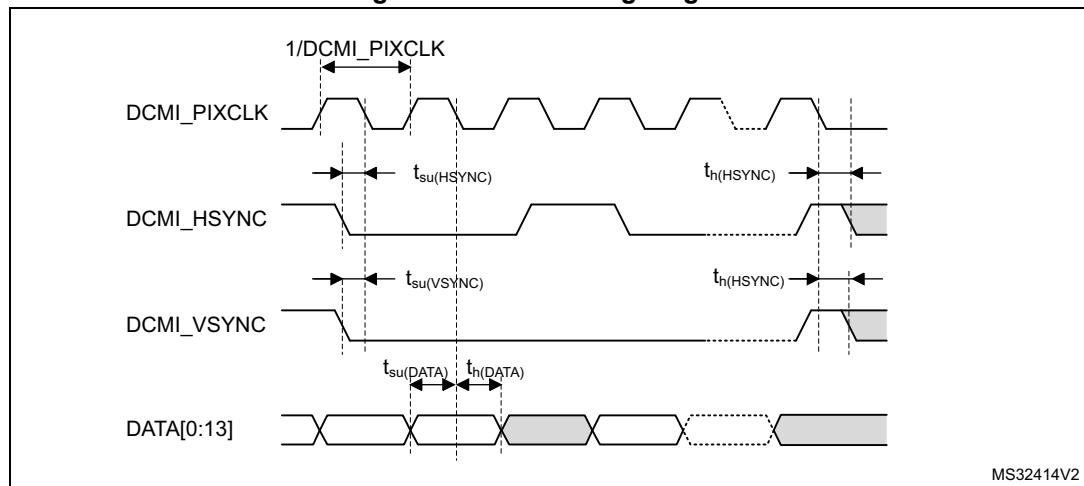 1/DCMI_PIXCLK
DCMI_PIXCLK
tsu(HSYNC)
th(HSYNC)
DCMI_HSYNC
tsu(VSYNC)
th(HSYNC)
DCMI_VSYNC
tsu(DATA)
th(DATA)
DATA[0:13]
MS32414V2